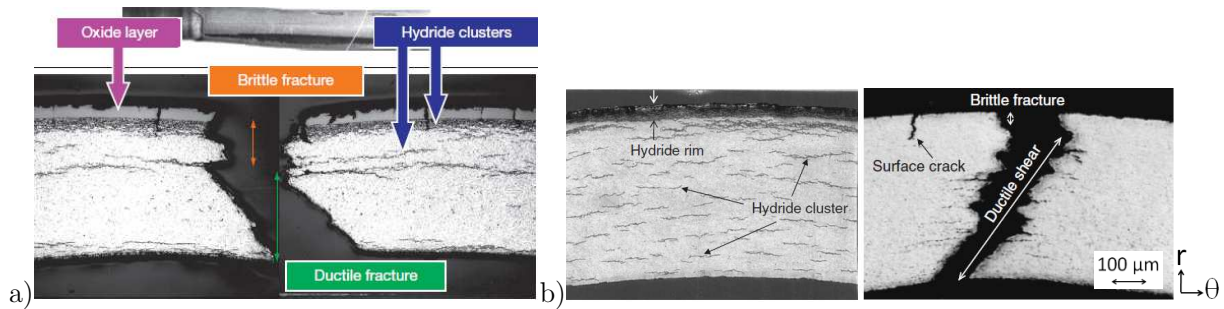 Oxide layer
Hydride clusters
Brittle fracture
Ductile fracture
a)
Hydride rim
Hydride cluster
b)
Brittle fracture
Surface crack
Ductile shear
100 μm
r
θ